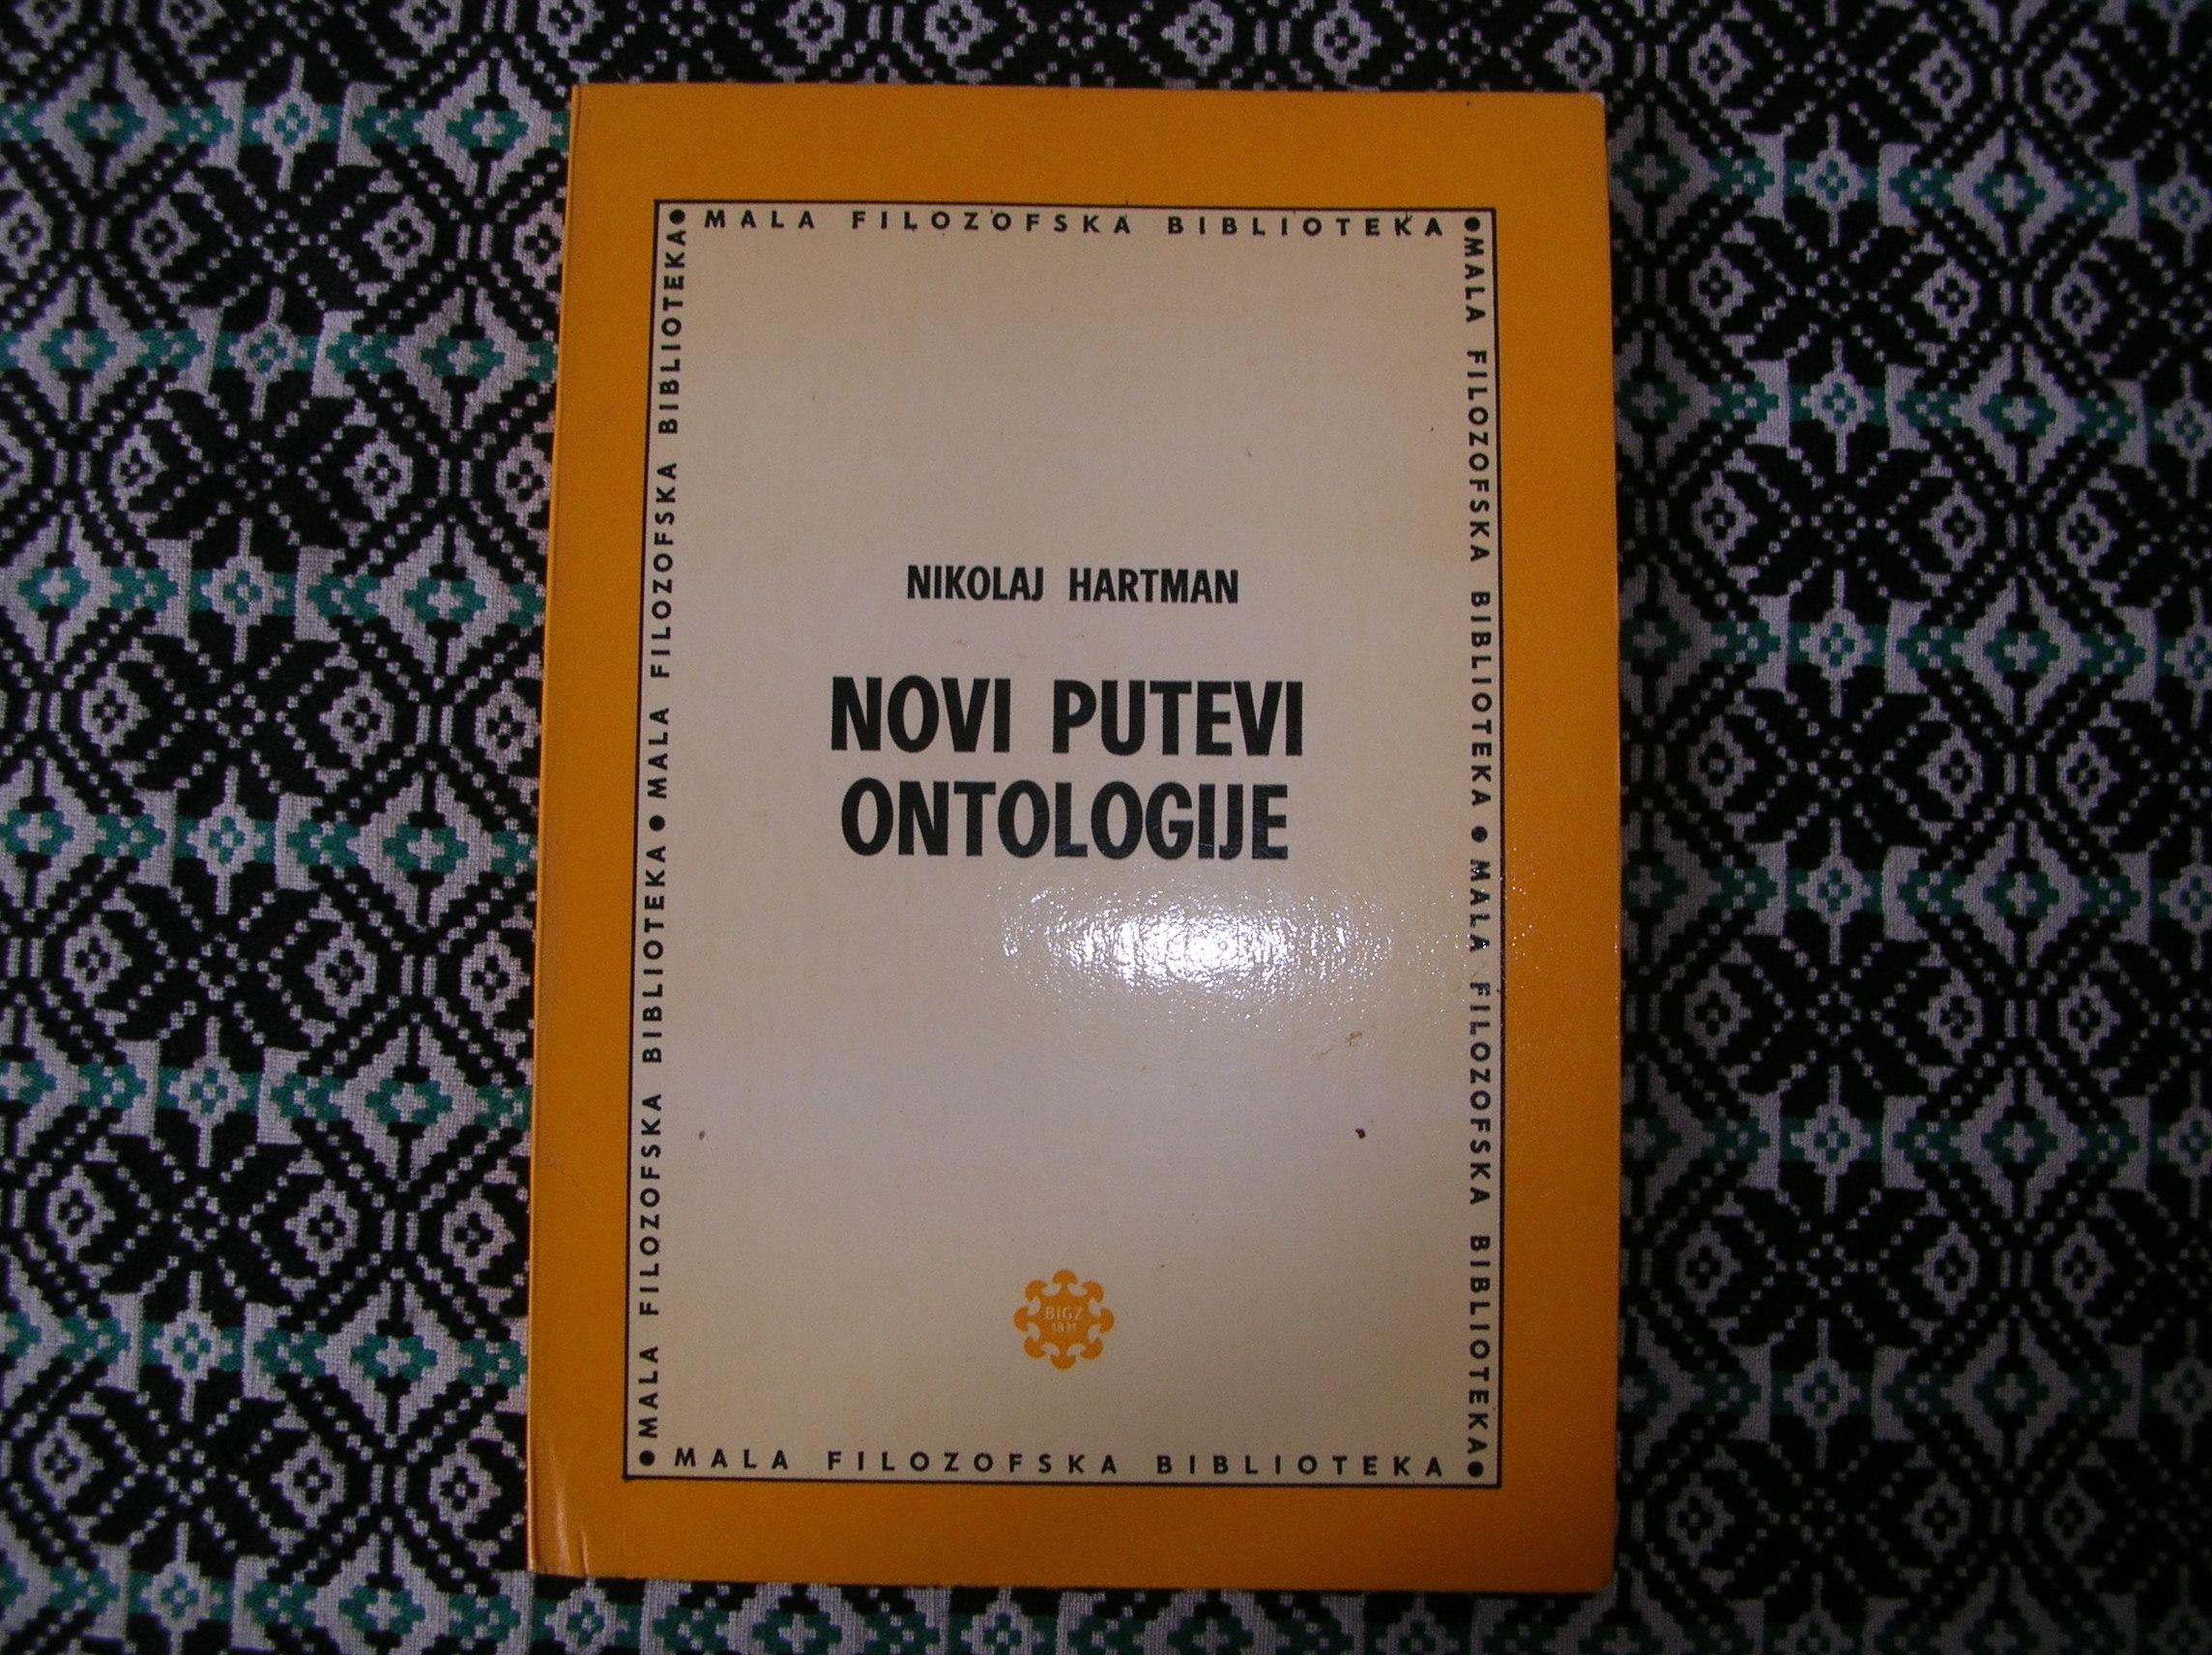 MALA FILOZOFSKA BIBLIOTEKA
MALA FILOZOFSKA BIBLIOTEKA • MALA FILOZOFSKA BIBLIOTEKA
MALA FILOZOFSKA BIBLIOTEKA • MALA FILOZOFSKA BIBLIOTEKA
NIKOLAJ HARTMAN
NOVI PUTEVI
ONTOLOGIJE
BIGZ
1831
MALA FILOZOFSKA BIBLIOTEKA